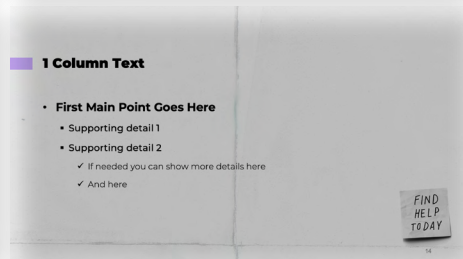 1 Column Text
• First Main Point Goes Here
▪ Supporting detail 1
▪ Supporting detail 2
✓ If needed you can show more details here
✓ And here
FIND
HELP
TODAY
14